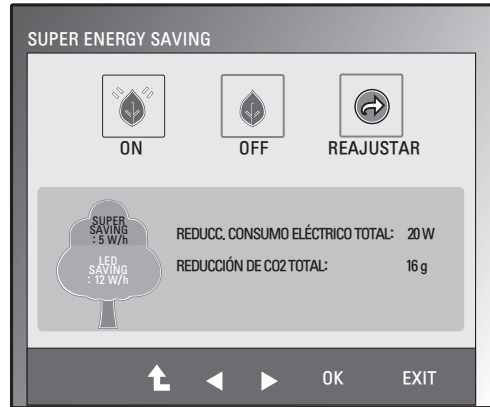 SUPER ENERGY SAVING
ON OFF REAJUSTAR
SUPER
SAVING
: 5 W/h
LED
SAVING
: 12 W/h
REDUCC. CONSUMO ELÉCTRICO TOTAL: 20 W
REDUCCIÓN DE CO2 TOTAL: 16 g
OK EXIT